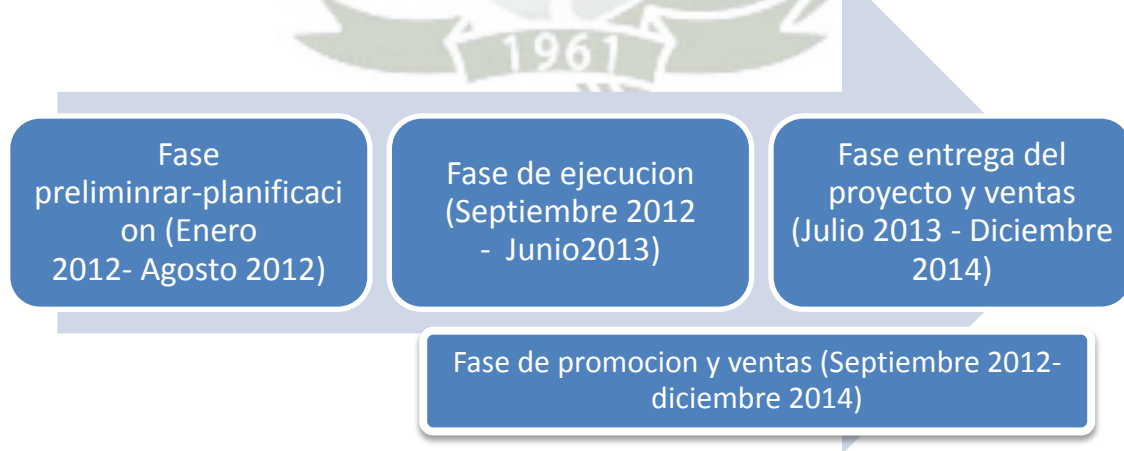 1961
Fase
preliminrar-planificaci
on (Enero
2012- Agosto 2012)
Fase de ejecucion
(Septiembre 2012
- Junio2013)
Fase entrega del
proyecto y ventas
(Julio 2013 - Diciembre
2014)
Fase de promocion y ventas (Septiembre 2012-
diciembre 2014)